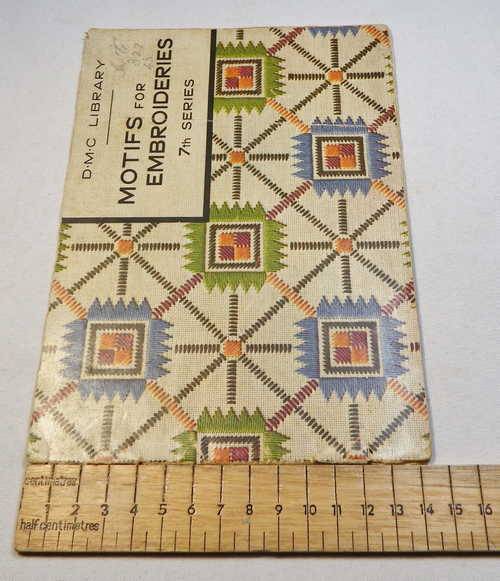 D·M·C LIBRARY
MOTIFS FOR
EMBROIDERIES
7th SERIES
centimetres
1 2 3 4 5 6 7 8 9 10 11 12 13 14 15 16
half centimetres